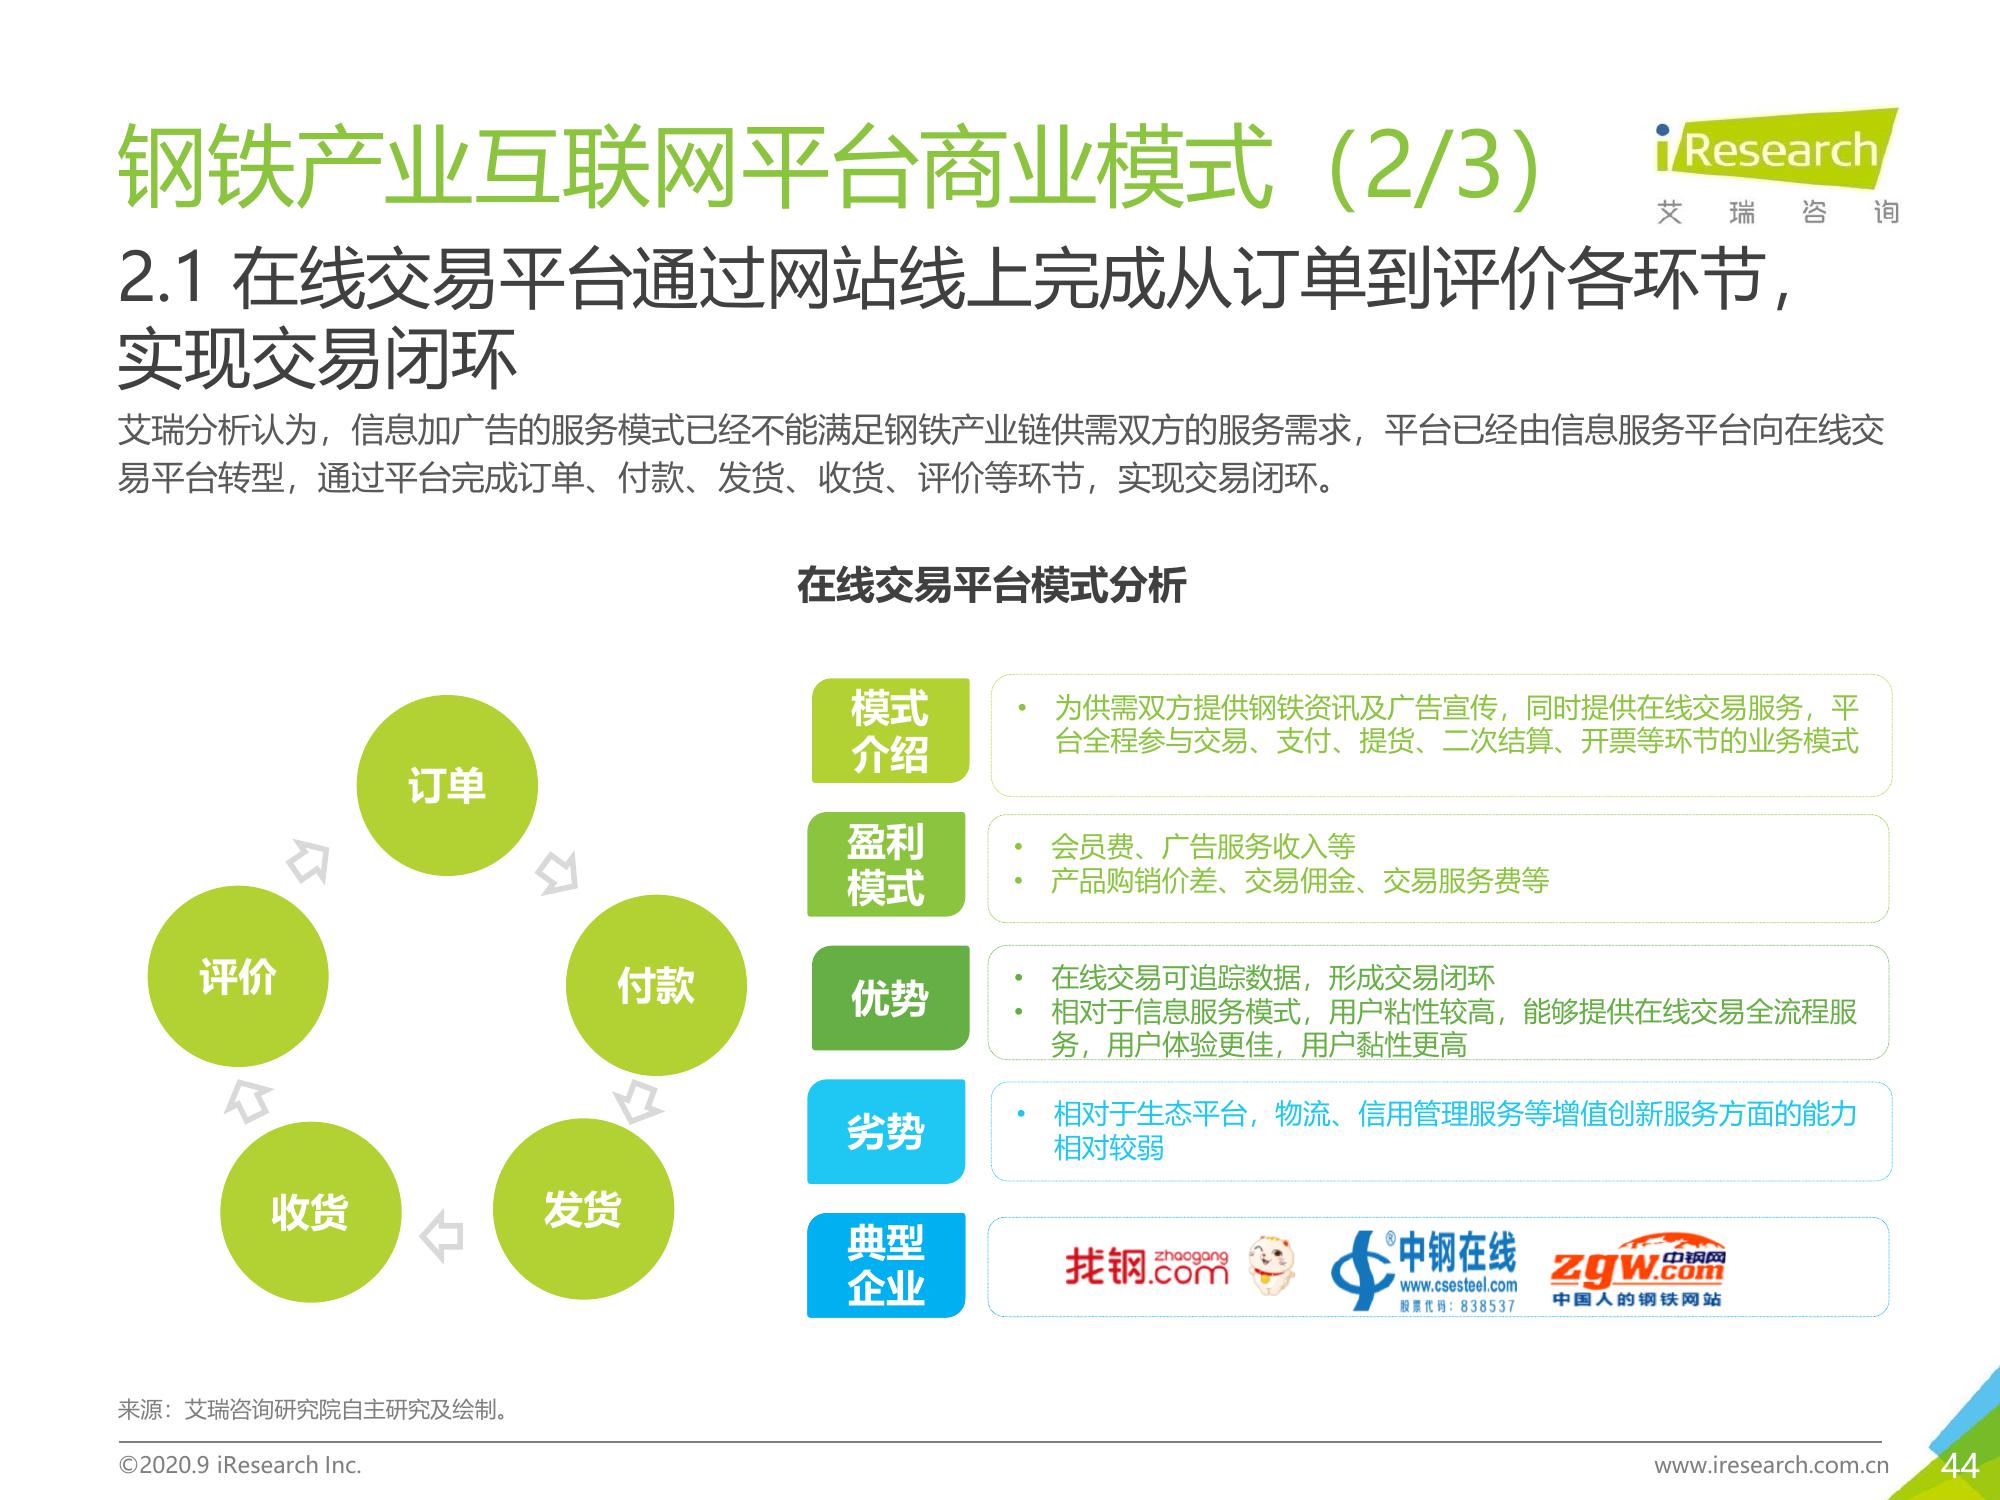 钢铁产业互联网平台商业模式（2/3）
iResearch
艾瑞咨询
2.1 在线交易平台通过网站线上完成从订单到评价各环节，
实现交易闭环
艾瑞分析认为，信息加广告的服务模式已经不能满足钢铁产业链供需双方的服务需求，平台已经由信息服务平台向在线交
易平台转型，通过平台完成订单、付款、发货、收货、评价等环节，实现交易闭环。
在线交易平台模式分析
订单
付款
发货
收货
评价
模式
介绍
• 为供需双方提供钢铁资讯及广告宣传，同时提供在线交易服务，平
台全程参与交易、支付、提货、二次结算、开票等环节的业务模式
盈利
模式
• 会员费、广告服务收入等
• 产品购销价差、交易佣金、交易服务费等
优势
• 在线交易可追踪数据，形成交易闭环
• 相对于信息服务模式，用户粘性较高，能够提供在线交易全流程服
务，用户体验更佳，用户黏性更高
劣势
• 相对于生态平台，物流、信用管理服务等增值创新服务方面的能力
相对较弱
典型
企业
找钢 zhaogang
.com
®中钢在线
www.csesteel.com
股票代码：838537
中钢网
zgw.com
中国人的钢铁网站
来源：艾瑞咨询研究院自主研究及绘制。
©2020.9 iResearch Inc.
www.iresearch.com.cn
44